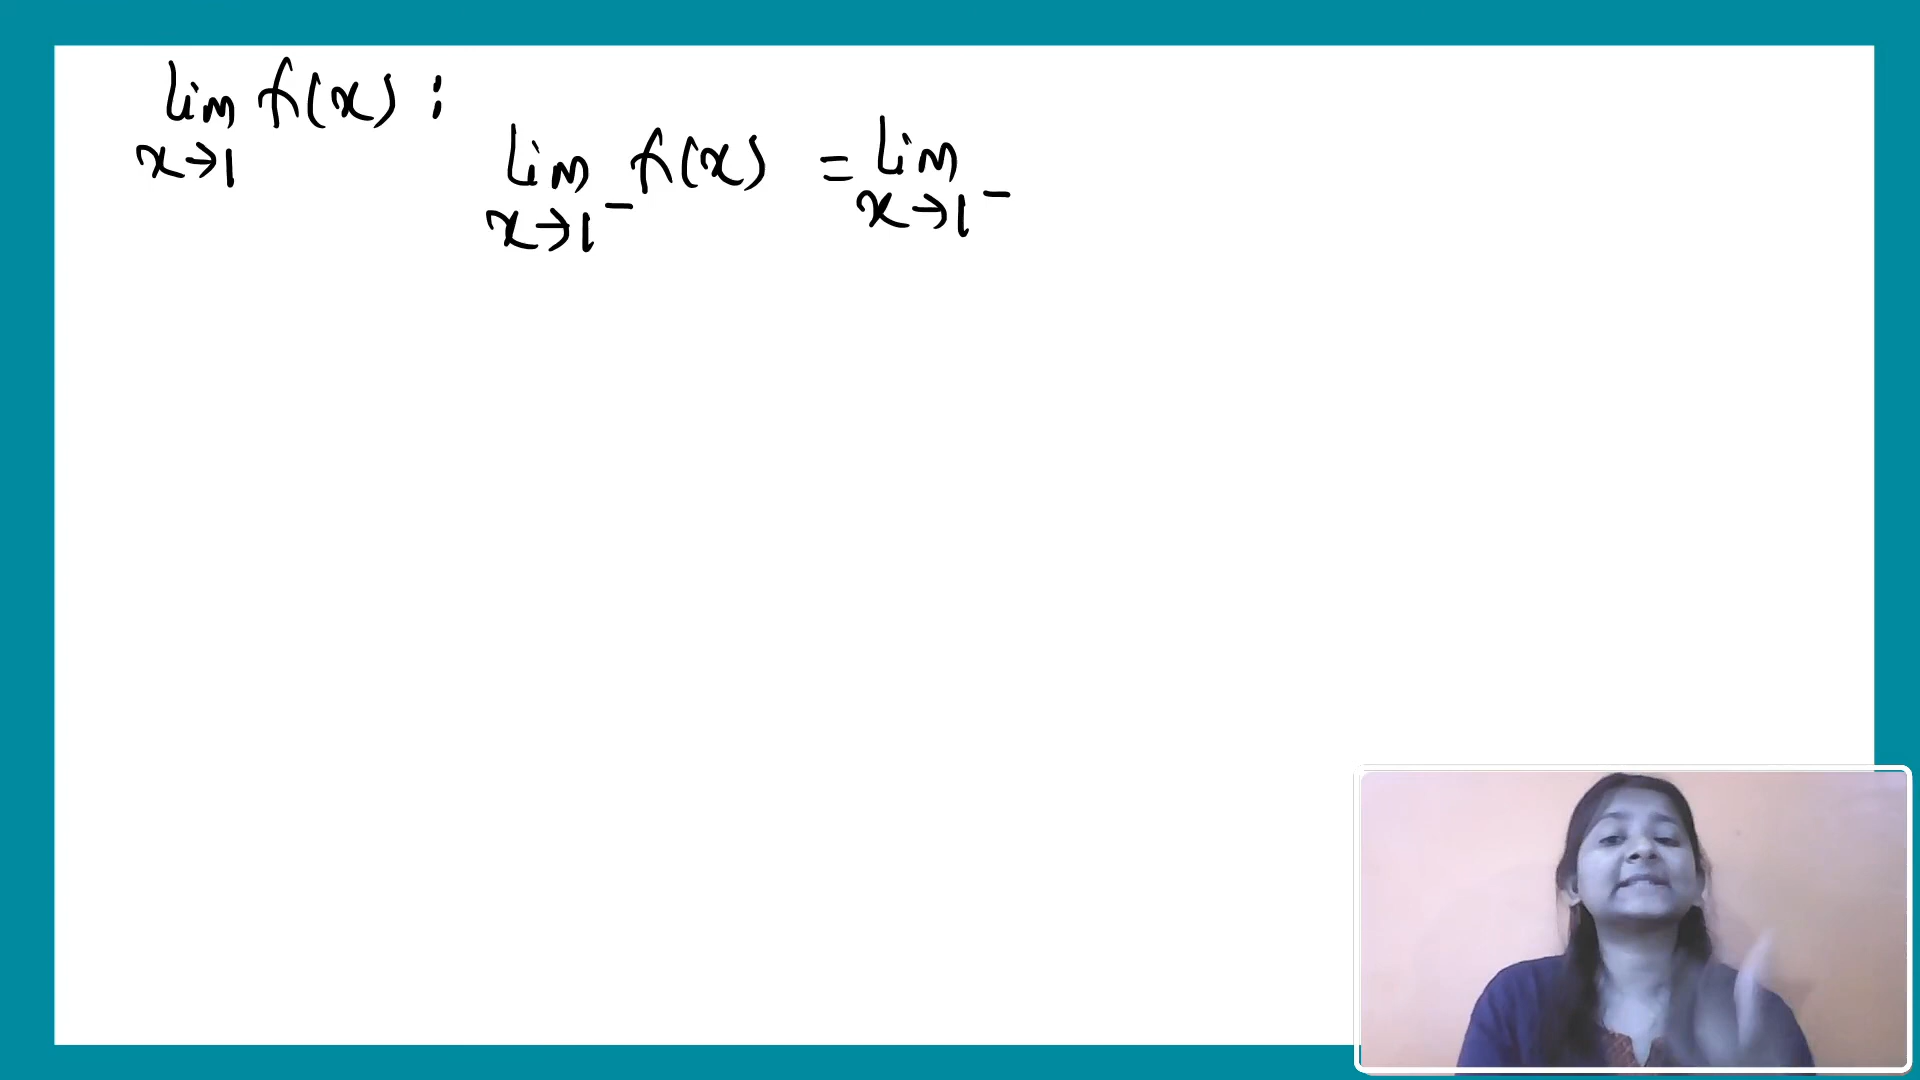 lim f(x) :
x→1
lim f(x) = lim
x→1⁻ x→1⁻